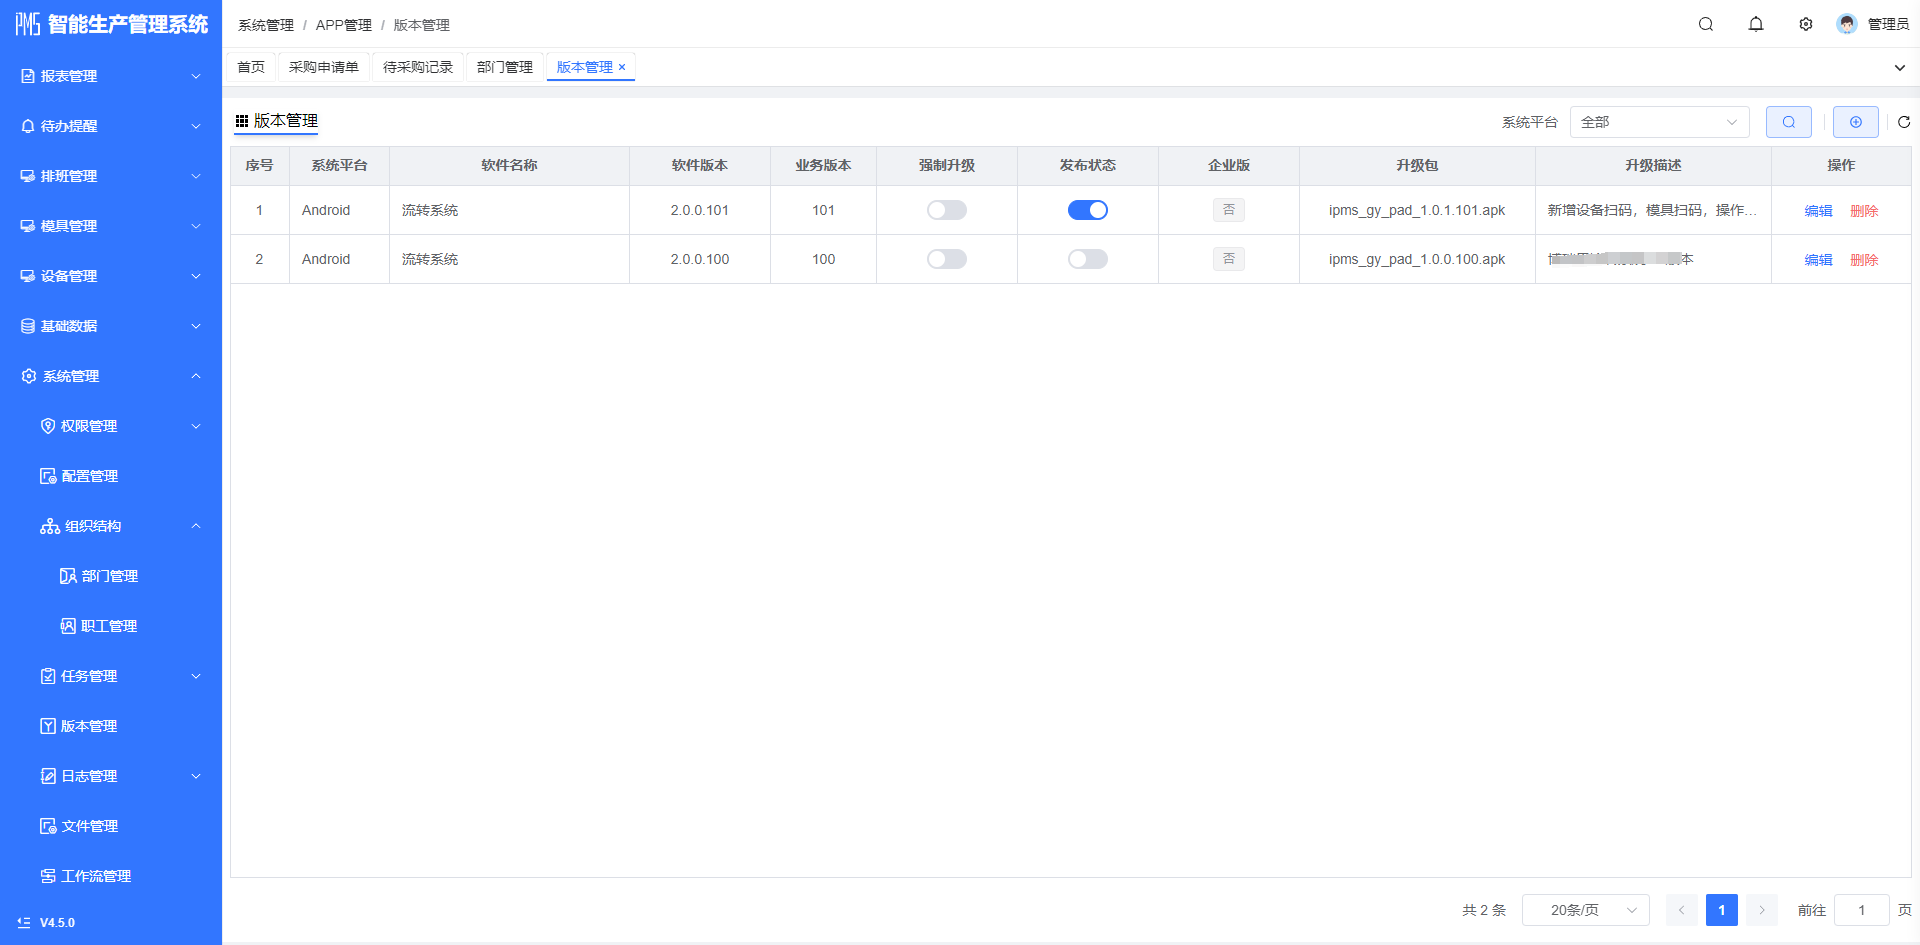 智能生产管理系统
报表管理
待办提醒
排班管理
模具管理
设备管理
基础数据
系统管理
权限管理
配置管理
组织结构
部门管理
职工管理
任务管理
版本管理
日志管理
文件管理
工作流管理
V4.5.0
系统管理 / APP管理 / 版本管理
管理员
首页 采购申请单 待采购记录 部门管理 版本管理 ×
版本管理
系统平台 全部
序号 系统平台 软件名称 软件版本 业务版本 强制升级 发布状态 企业版 升级包 升级描述 操作
1 Android 流转系统 2.0.0.101 101 否 ipms_gy_pad_1.0.1.101.apk 新增设备扫码，模具扫码，操作... 编辑 删除
2 Android 流转系统 2.0.0.100 100 否 ipms_gy_pad_1.0.0.100.apk 本 编辑 删除
共 2 条 20条/页 1 前往 1 页